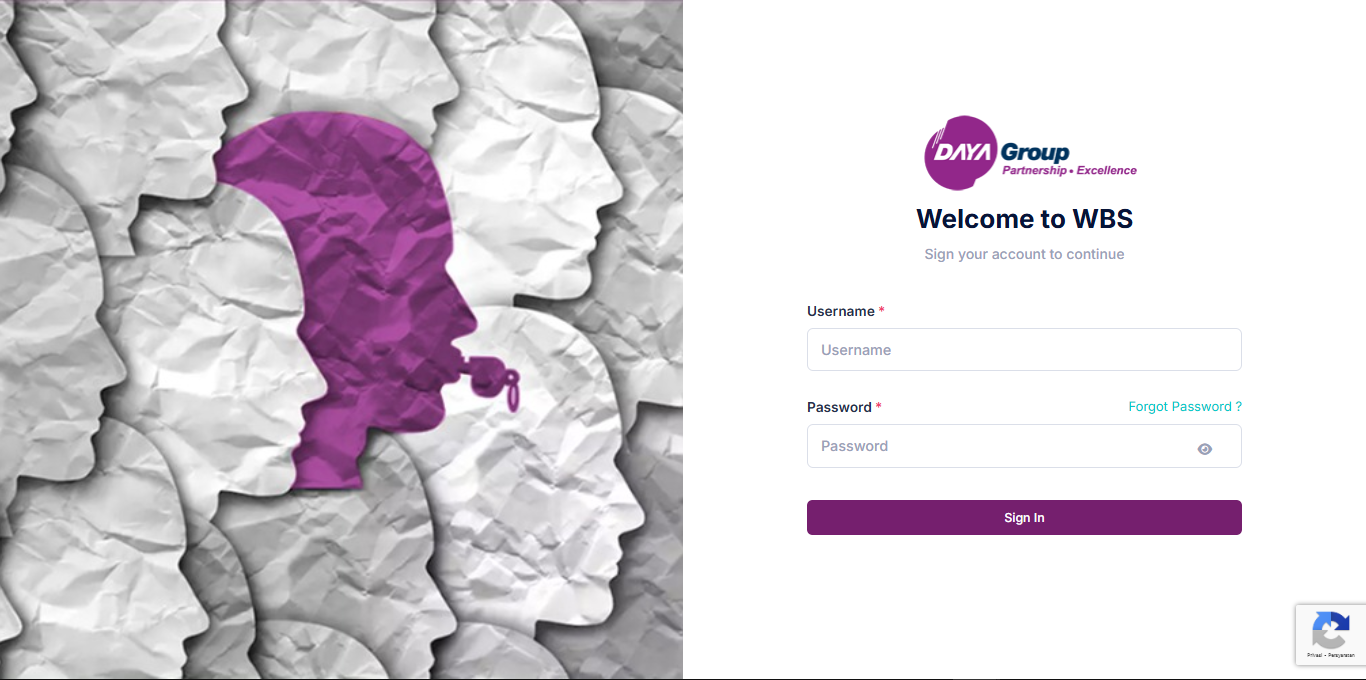 DAYA Group
Partnership • Excellence
Welcome to WBS
Sign your account to continue
Username *
Username
Password *
Forgot Password ?
Password
Sign In
Privasi - Persyaratan